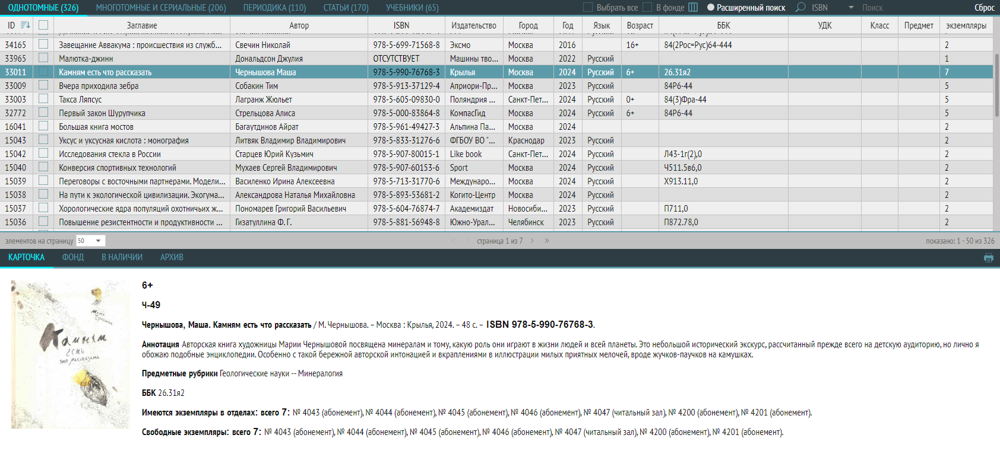 ОДНОТОМНЫЕ (326) МНОГОТОМНЫЕ И СЕРИАЛЬНЫЕ (206) ПЕРИОДИКА (110) СТАТЬИ (170) УЧЕБНИКИ (65) Выбрать все В фонде Расширенный поиск ISBN Поиск Сброс
ID Заглавие Автор ISBN Издательство Город Год Язык Возраст ББК УДК Класс Предмет экземпляры
34165 Завещание Аввакума : происшествия из служб... Свечин Николай 978-5-699-71568-8 Эксмо Москва 2016 16+ 84(2Рос=Рус)64-444 2
33965 Малютка-джинн Дональдсон Джулия ОТСУТСТВУЕТ Машины тво... Москва 2022 Русский 1
33011 Камням есть что рассказать Чернышова Маша 978-5-990-76768-3 Крылья Москва 2024 Русский 6+ 26.31я2 7
33009 Вчера приходила зебра Собакин Тим 978-5-913-37129-4 Априори-Пр... Москва 2023 Русский 84Р6-44 5
33003 Такса Ляпсус Лагранж Жюльет 978-5-605-09830-0 Поляндрия ... Санкт-Пет... 2024 Русский 0+ 84(3)Фра-44 5
32772 Первый закон Шурупчика Стрельцова Алиса 978-5-000-83864-8 КомпасГид Москва 2024 Русский 6+ 84Р6-44 5
16041 Большая книга мостов Багаутдинов Айрат 978-5-961-49427-3 Альпина Па... Москва 2024 2
15043 Уксус и уксусная кислота : монография Литвяк Владимир Владимирович 978-5-833-31276-6 ФГБОУ ВО "... Краснодар 2023 Русский 2
15042 Исследования стекла в России Старцев Юрий Кузьмич 978-5-907-80015-1 Like book Санкт-Пет... 2024 Русский Л43-1г(2),0 2
15040 Конверсия спортивных технологий Мухаев Сергей Владимирович 978-5-907-60153-6 Sport Москва 2024 Русский Ч511.5в6,0 2
15039 Переговоры с восточными партнерами. Модели... Василенко Ирина Алексеевна 978-5-713-31770-6 Междунаро... Москва 2024 Русский Х913.11,0 2
15038 На пути к экологической цивилизации. Экогума... Александрова Наталья Михайловна 978-5-893-53681-2 Когито-Центр Москва 2024 Русский 2
15037 Хорологические ядра популяций охотничьих ж... Пономарев Григорий Васильевич 978-5-604-76874-7 Академиздат Новосиби... 2023 Русский П711,0 2
15036 Повышение резистентности и продуктивности ... Гизатуллина Ф. Г. 978-5-881-56948-8 Южно-Урал... Челябинск 2023 Русский П872.78,0 2
элементов на страницу 50 « ‹ страница 1 из 7 › » показано: 1 - 50 из 326
КАРТОЧКА ФОНД В НАЛИЧИИ АРХИВ
Маша Чернышова
Камням
есть
что рассказать
6+
Ч-49
Чернышова, Маша. Камням есть что рассказать / М. Чернышова. – Москва : Крылья, 2024. – 48 с. – ISBN 978-5-990-76768-3.
Аннотация Авторская книга художницы Марии Чернышовой посвящена минералам и тому, какую роль они играют в жизни людей и всей планеты. Это небольшой исторический экскурс, рассчитанный прежде всего на детскую аудиторию, но лично я
обожаю подобные энциклопедии. Особенно с такой бережной авторской интонацией и вкраплениями в иллюстрации милых приятных мелочей, вроде жучков-паучков на камушках.
Предметные рубрики Геологические науки -- Минералогия
ББК 26.31я2
Имеются экземпляры в отделах: всего 7: № 4043 (абонемент), № 4044 (абонемент), № 4045 (абонемент), № 4046 (абонемент), № 4047 (читальный зал), № 4200 (абонемент), № 4201 (абонемент).
Свободные экземпляры: всего 7: № 4043 (абонемент), № 4044 (абонемент), № 4045 (абонемент), № 4046 (абонемент), № 4047 (читальный зал), № 4200 (абонемент), № 4201 (абонемент).